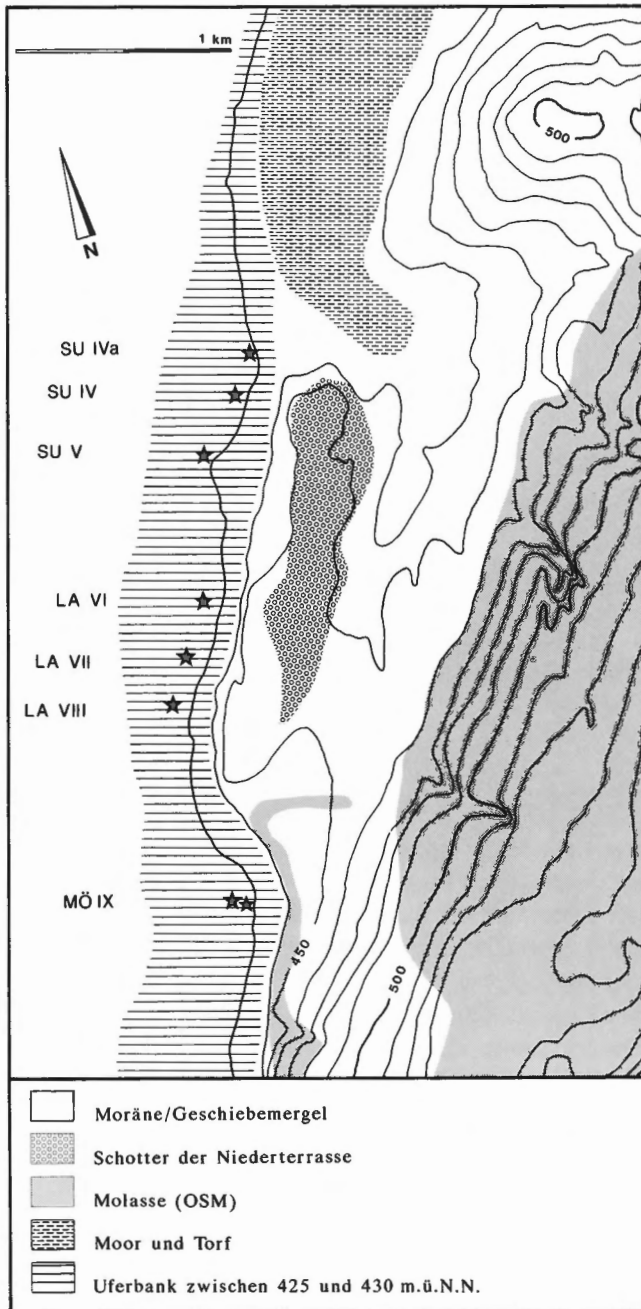 1 km
500
N
SU IVa
SU IV
SU V
LA VI
LA VII
LA VIII
MÖ IX
450
500
Moräne/Geschiebemergel
Schotter der Niederterrasse
Molasse (OSM)
Moor und Torf
Uferbank zwischen 425 und 430 m.ü.N.N.